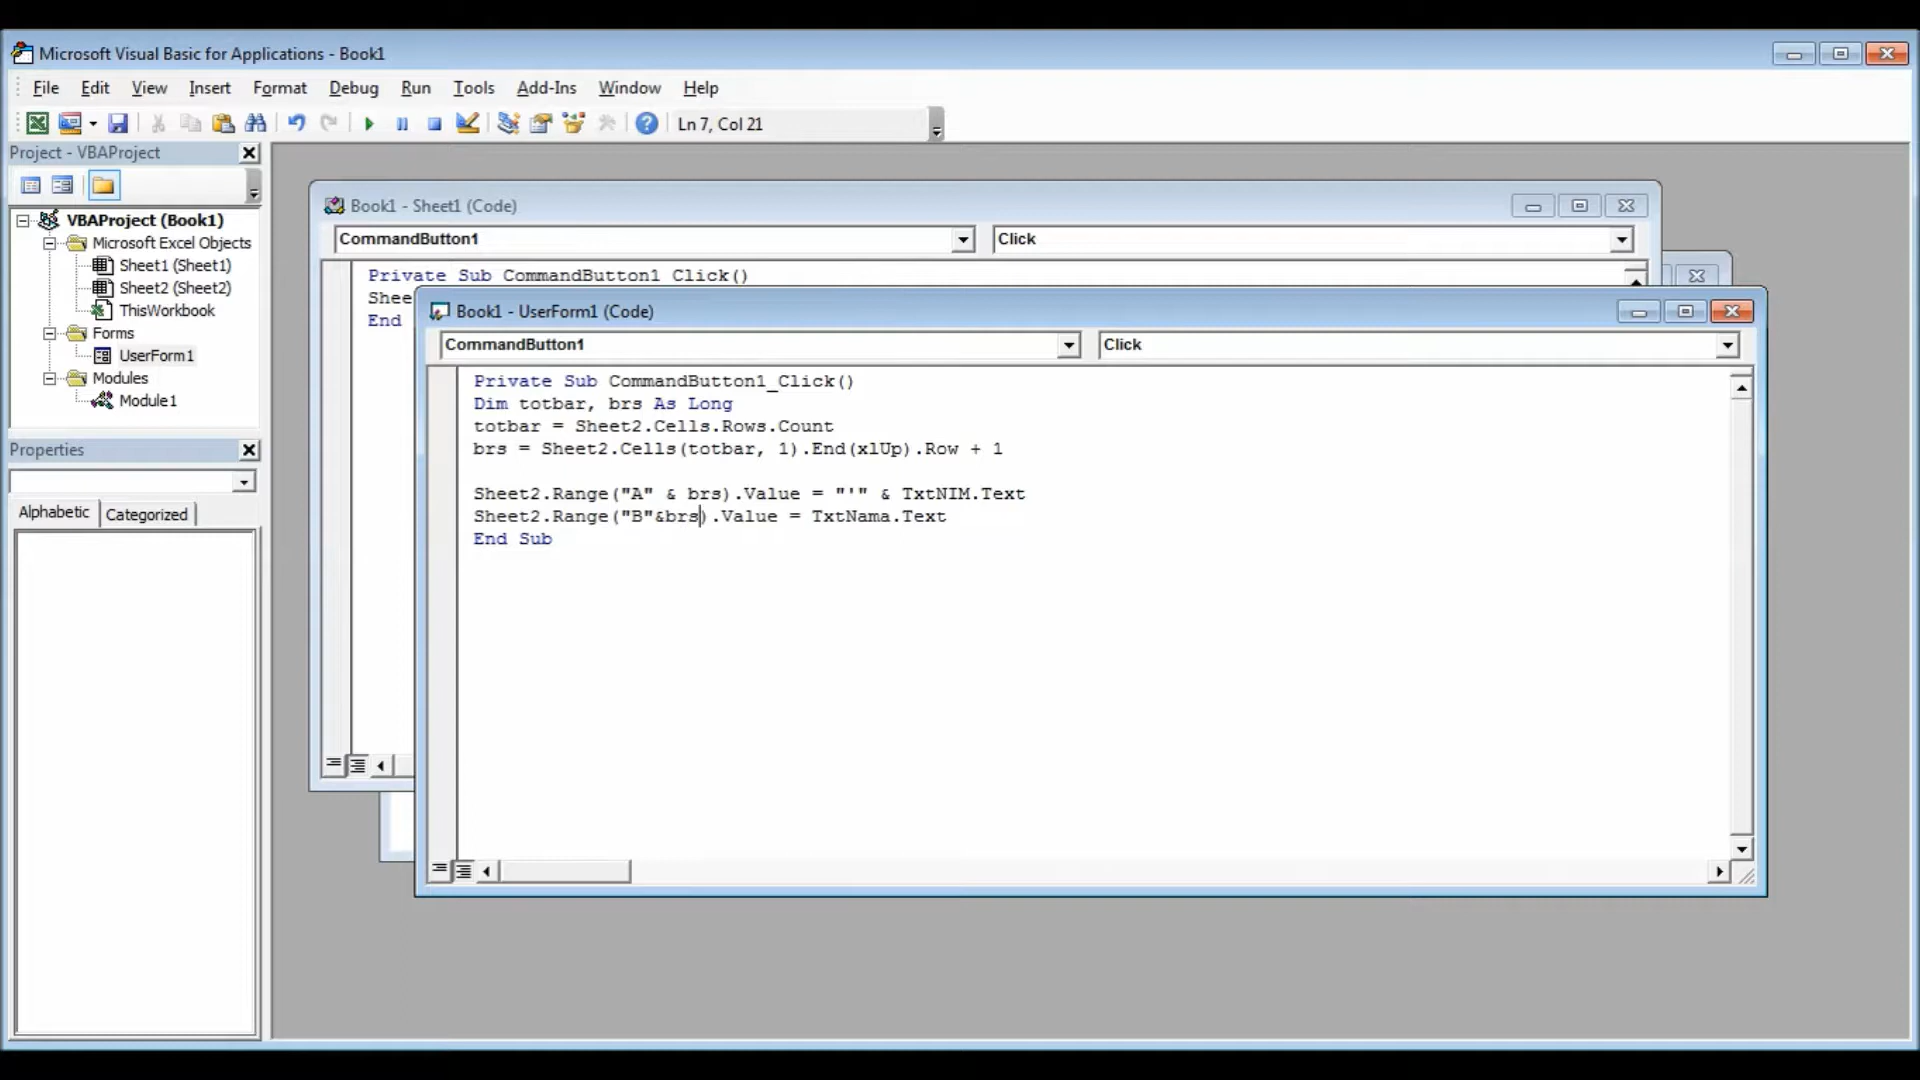 Microsoft Visual Basic for Applications - Book1
File Edit View Insert Format Debug Run Tools Add-Ins Window Help
Ln 7, Col 21
Project - VBAProject
VBAProject (Book1)
Microsoft Excel Objects
Sheet1 (Sheet1)
Sheet2 (Sheet2)
ThisWorkbook
Forms
UserForm1
Modules
Module1
Properties
Alphabetic Categorized
Book1 - Sheet1 (Code)
CommandButton1 Click
Private Sub CommandButton1 Click()
Shee
End
Book1 - UserForm1 (Code)
CommandButton1 Click
Private Sub CommandButton1_Click()
Dim totbar, brs As Long
totbar = Sheet2.Cells.Rows.Count
brs = Sheet2.Cells(totbar, 1).End(xlUp).Row + 1
Sheet2.Range("A" & brs).Value = "'" & TxtNIM.Text
Sheet2.Range("B"&brs).Value = TxtNama.Text
End Sub